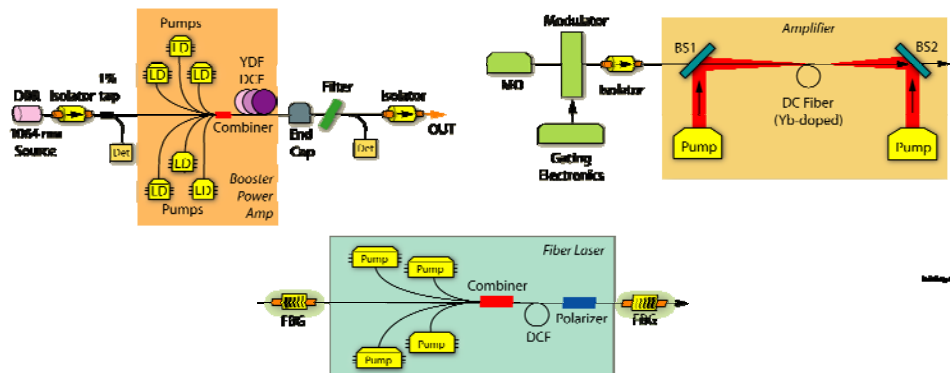 Pumps
LD
LD
LD
1%
tap
DBR
1064 nm
Source
Isolator
Det
YDF
DCF
Combiner
LD
LD
LD
Pumps
Booster
Power
Amp
End
Cap
Filter
Det
Isolator
OUT
Modulator
MO
Isolator
Gating
Electronics
Amplifier
BS1
BS2
DC Fiber
(Yb-doped)
Pump
Pump
Fiber Laser
FBG
Pump
Pump
Pump
Pump
Combiner
DCF
Polarizer
FBG